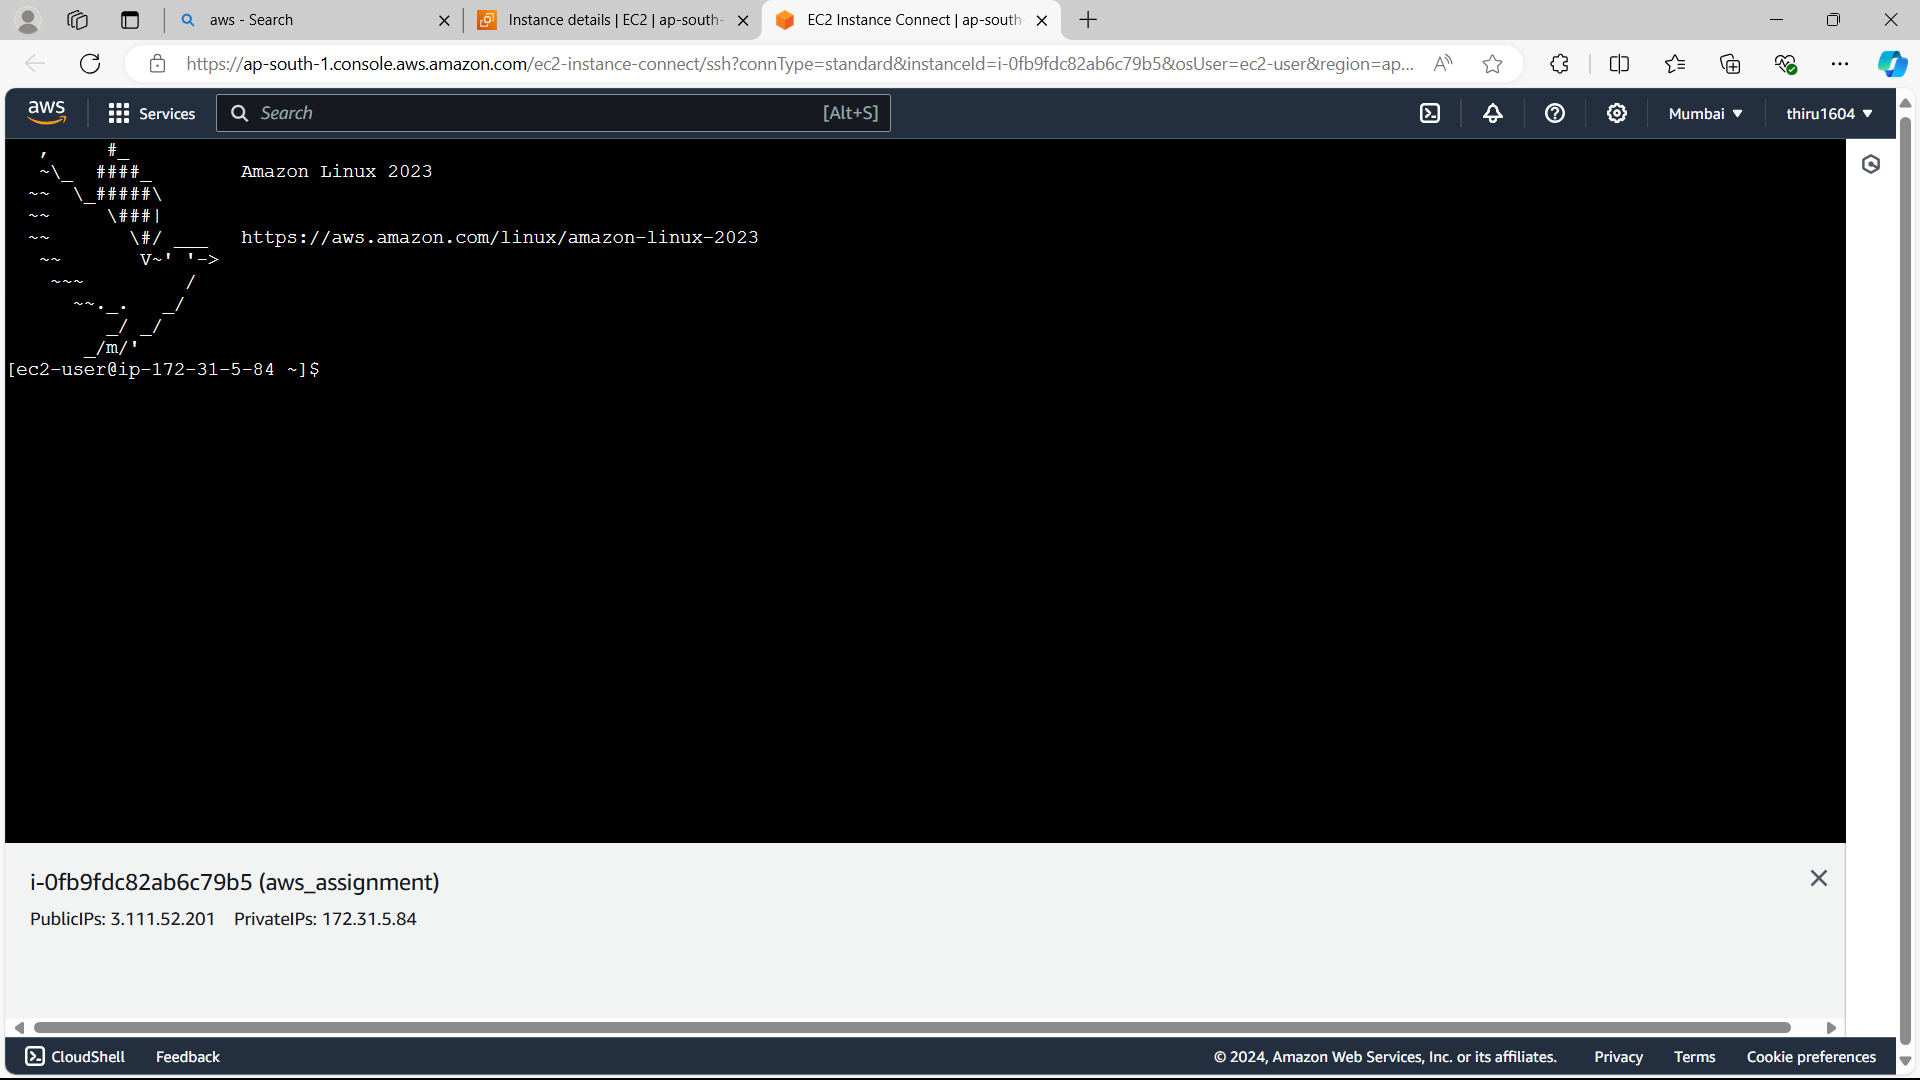 aws - Search
Instance details | EC2 | ap-south-
EC2 Instance Connect | ap-south
https://ap-south-1.console.aws.amazon.com/ec2-instance-connect/ssh?connType=standard&instanceId=i-0fb9fdc82ab6c79b5&osUser=ec2-user&region=ap...
aws Services Search [Alt+S] Mumbai ▼ thiru1604 ▼
   ,     #_
   ~\_  ####_        Amazon Linux 2023
  ~~  \_#####\
  ~~     \###|
  ~~       \#/ ___   https://aws.amazon.com/linux/amazon-linux-2023
   ~~       V~' '->
    ~~~         /
      ~~._.   _/
         _/ _/
       _/m/'
[ec2-user@ip-172-31-5-84 ~]$
i-0fb9fdc82ab6c79b5 (aws_assignment)
PublicIPs: 3.111.52.201 PrivateIPs: 172.31.5.84
CloudShell Feedback © 2024, Amazon Web Services, Inc. or its affiliates. Privacy Terms Cookie preferences